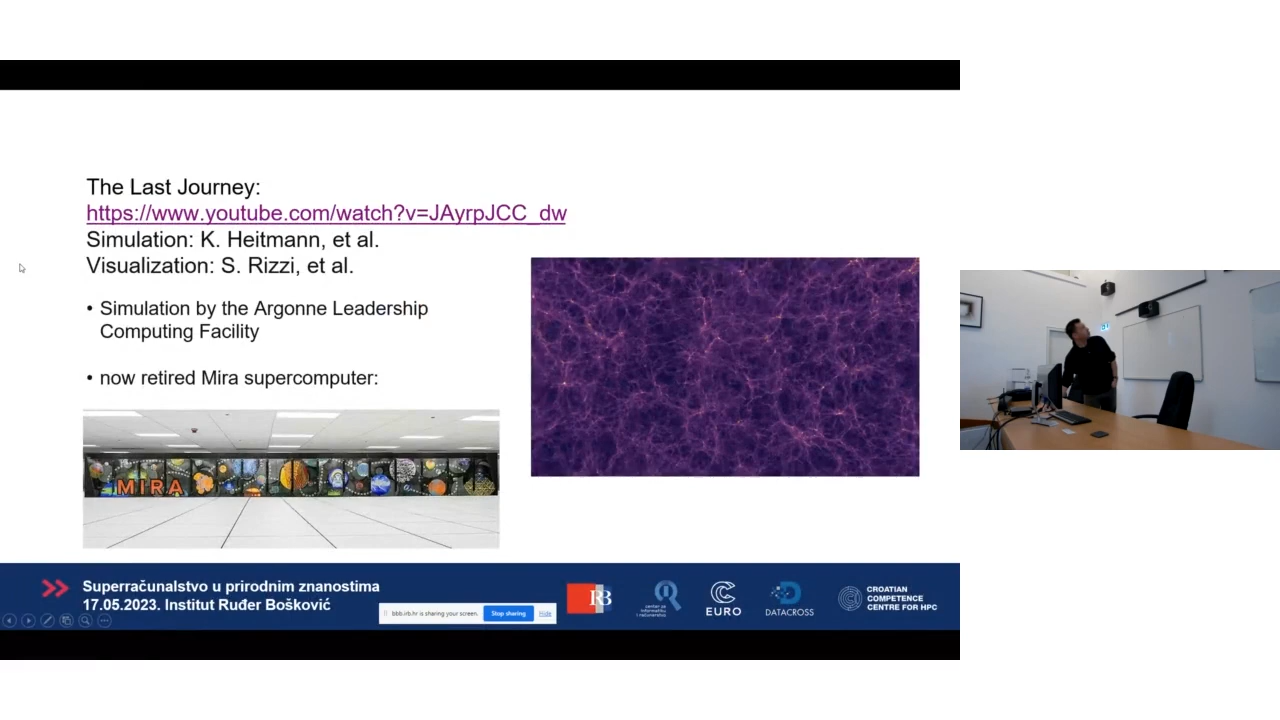 The Last Journey:
https://www.youtube.com/watch?v=JAyrpJCC_dw
Simulation: K. Heitmann, et al.
Visualization: S. Rizzi, et al.
• Simulation by the Argonne Leadership
Computing Facility
• now retired Mira supercomputer:
MIRA
Superračunalstvo u prirodnim znanostima
17.05.2023. Institut Ruđer Bošković
bbb.irb.hr is sharing your screen.
Stop sharing
Hide
centar za
informatiku
i računarstvo
EURO
DATACROSS
CROATIAN
COMPETENCE
CENTRE FOR HPC